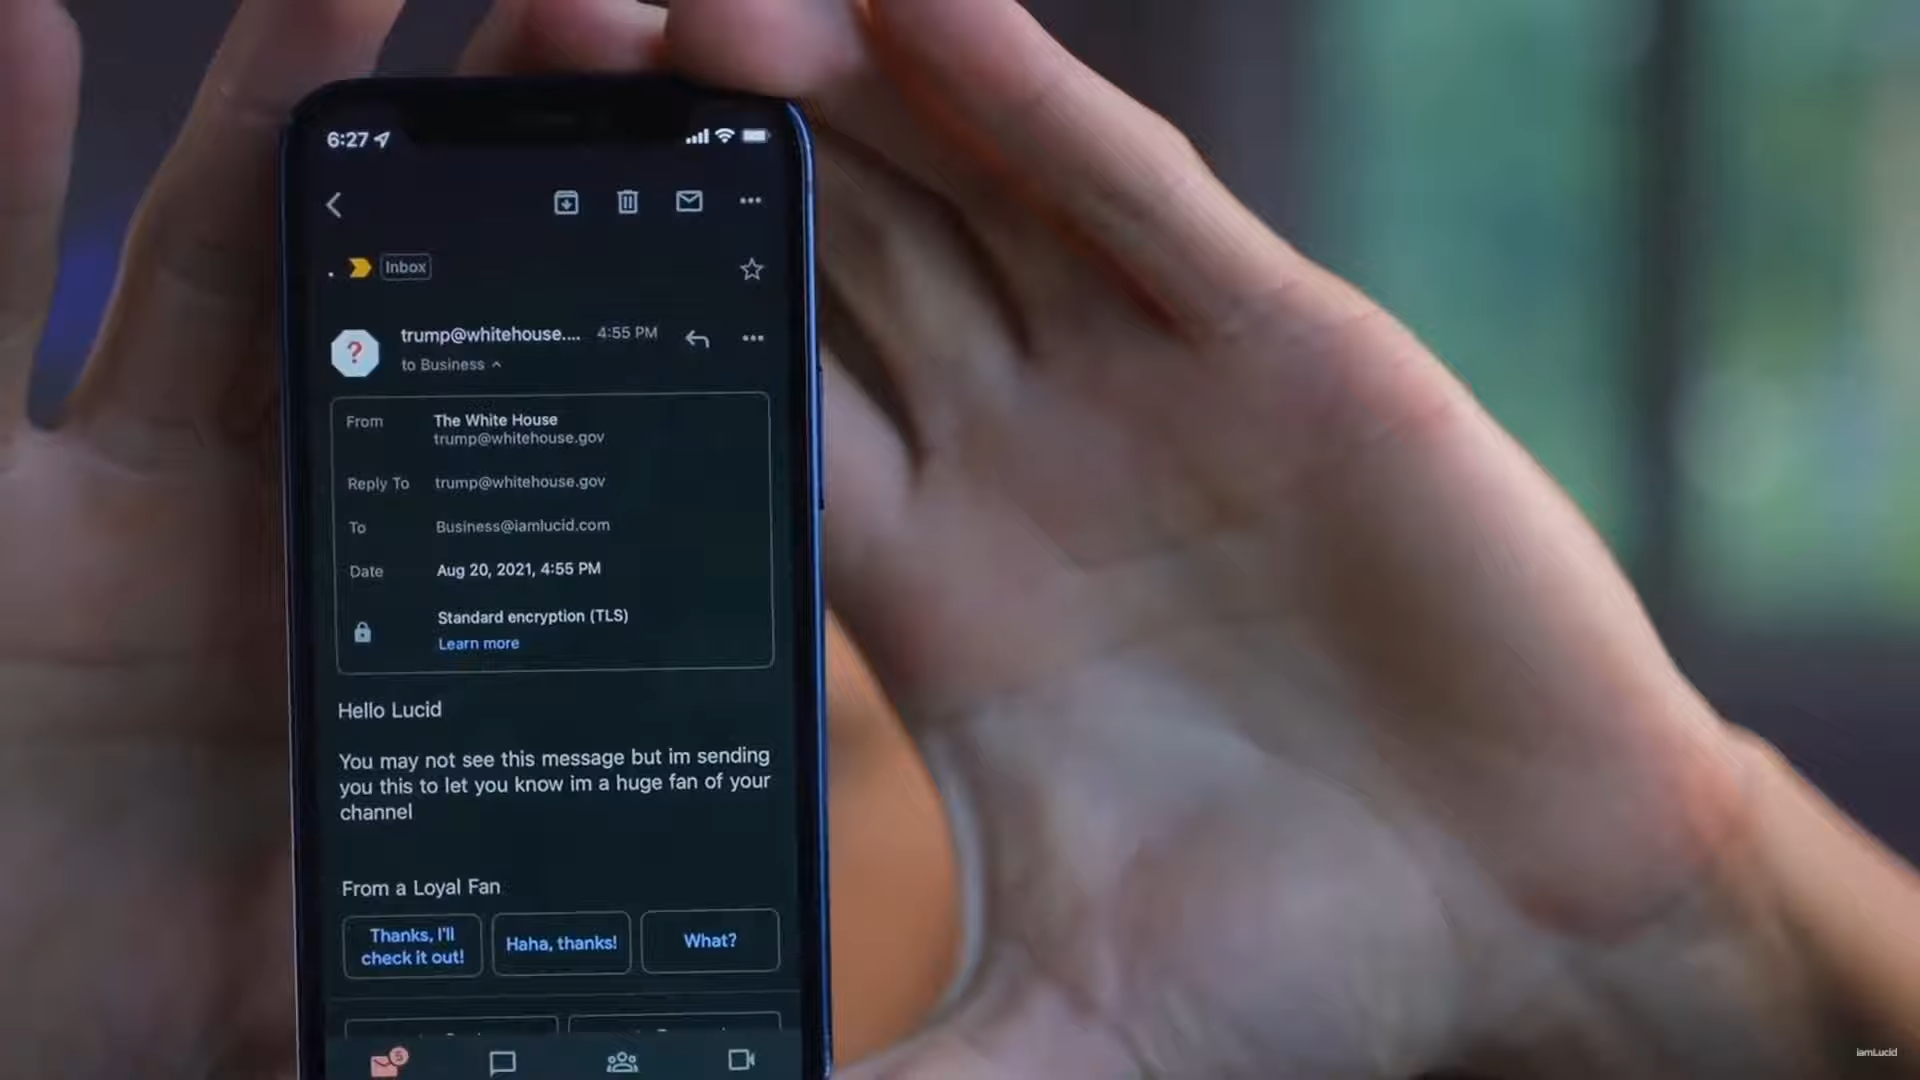 6:27
. Inbox
trump@whitehouse.... 4:55 PM
?
to Business
From The White House
trump@whitehouse.gov
Reply To trump@whitehouse.gov
To Business@iamlucid.com
Date Aug 20, 2021, 4:55 PM
Standard encryption (TLS)
Learn more
Hello Lucid
You may not see this message but im sending
you this to let you know im a huge fan of your
channel
From a Loyal Fan
Thanks, I'll
check it out!
Haha, thanks!
What?
5
iamLucid